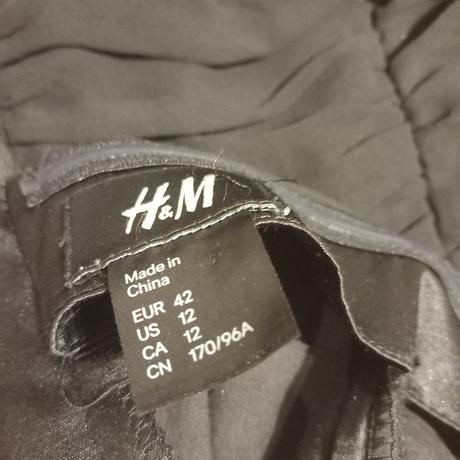 H&M
Made in
China
EUR 42
US 12
CA 12
CN 170/96A